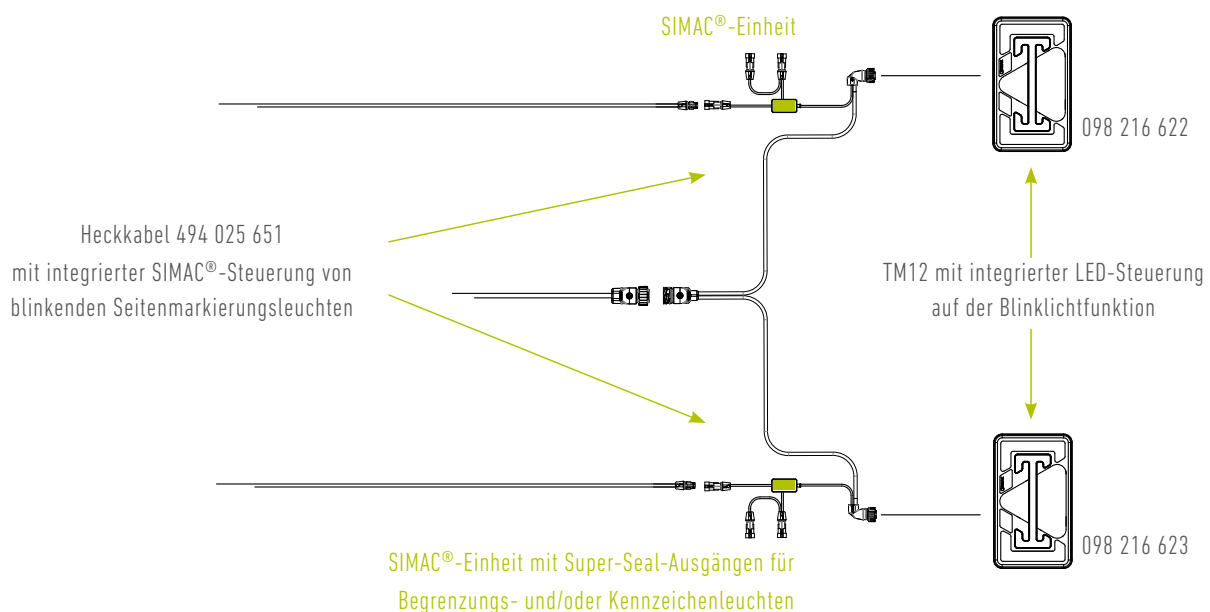 SIMAC®-Einheit
098 216 622
Heckkabel 494 025 651
mit integrierter SIMAC®-Steuerung von
blinkenden Seitenmarkierungsleuchten
TM12 mit integrierter LED-Steuerung
auf der Blinklichtfunktion
098 216 623
SIMAC®-Einheit mit Super-Seal-Ausgängen für
Begrenzungs- und/oder Kennzeichenleuchten